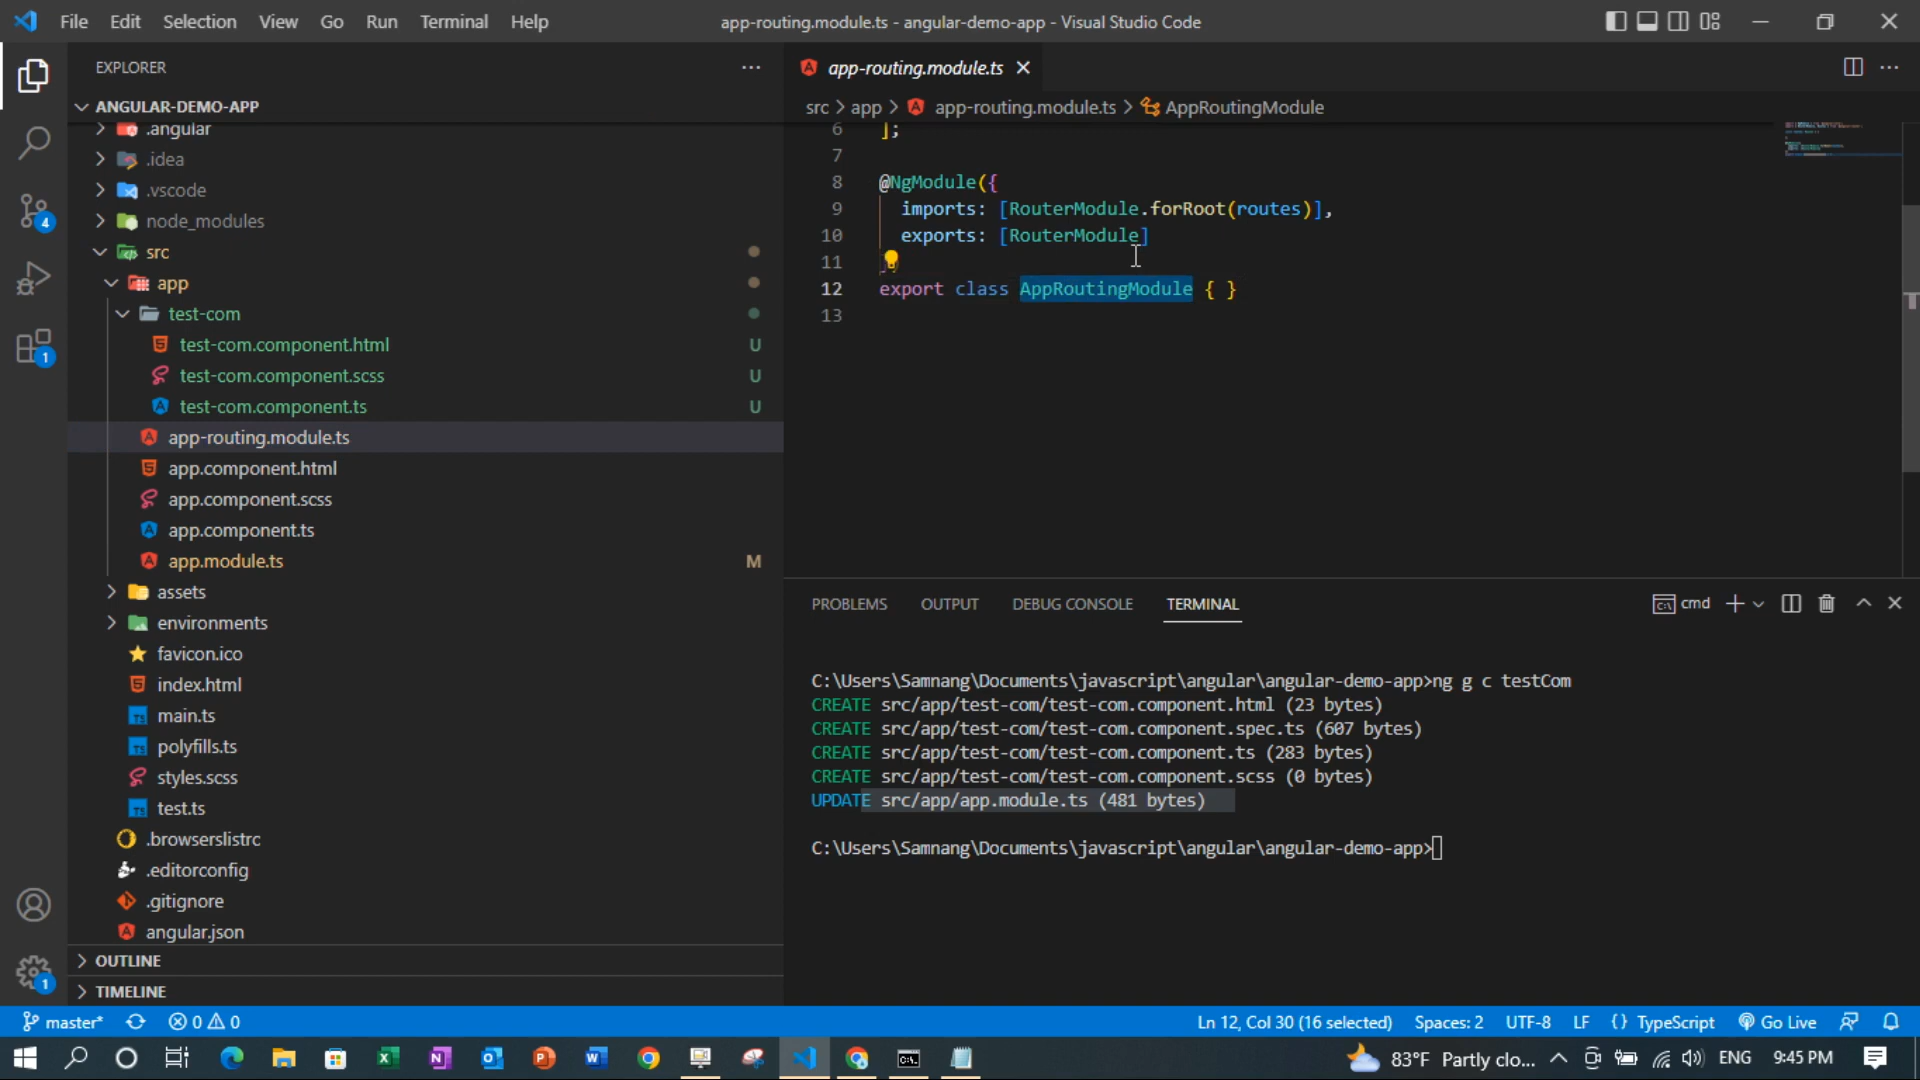 File Edit Selection View Go Run Terminal Help
app-routing.module.ts - angular-demo-app - Visual Studio Code
EXPLORER
ANGULAR-DEMO-APP
.angular
.idea
.vscode
node_modules
src
app
test-com
test-com.component.html U
test-com.component.scss U
test-com.component.ts U
app-routing.module.ts
app.component.html
app.component.scss
app.component.ts
app.module.ts M
assets
environments
favicon.ico
index.html
main.ts
polyfills.ts
styles.scss
test.ts
.browserslistrc
.editorconfig
.gitignore
angular.json
OUTLINE
TIMELINE
4
1
1
app-routing.module.ts
src > app > app-routing.module.ts > AppRoutingModule
6 ];
7
8 @NgModule({
9 imports: [RouterModule.forRoot(routes)],
10 exports: [RouterModule]
11
12 export class AppRoutingModule { }
13
PROBLEMS OUTPUT DEBUG CONSOLE TERMINAL
cmd
C:\Users\Samnang\Documents\javascript\angular\angular-demo-app>ng g c testCom
CREATE src/app/test-com/test-com.component.html (23 bytes)
CREATE src/app/test-com/test-com.component.spec.ts (607 bytes)
CREATE src/app/test-com/test-com.component.ts (283 bytes)
CREATE src/app/test-com/test-com.component.scss (0 bytes)
UPDATE src/app/app.module.ts (481 bytes)
C:\Users\Samnang\Documents\javascript\angular\angular-demo-app>
master* 0 0 Ln 12, Col 30 (16 selected) Spaces: 2 UTF-8 LF {} TypeScript Go Live
83°F Partly clo... ENG 9:45 PM